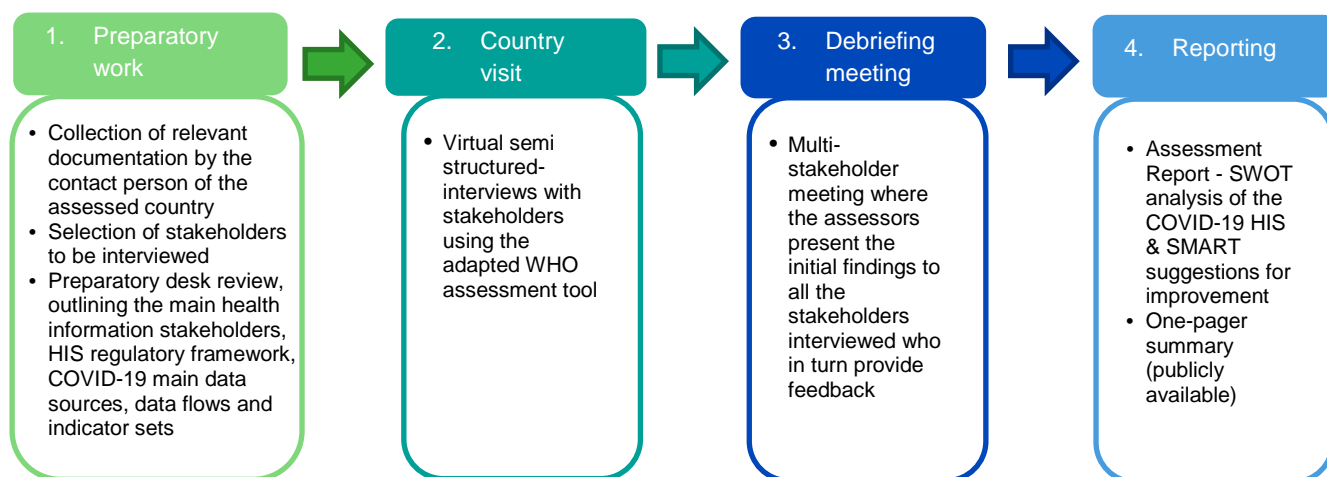 1. Preparatory
work
• Collection of relevant
documentation by the
contact person of the
assessed country
• Selection of stakeholders
to be interviewed
• Preparatory desk review,
outlining the main health
information stakeholders,
HIS regulatory framework,
COVID-19 main data
sources, data flows and
indicator sets
2. Country
visit
• Virtual semi
structured-
interviews with
stakeholders
using the
adapted WHO
assessment tool
3. Debriefing
meeting
• Multi-
stakeholder
meeting where
the assessors
present the
initial findings to
all the
stakeholders
interviewed who
in turn provide
feedback
4. Reporting
• Assessment
Report - SWOT
analysis of the
COVID-19 HIS
& SMART
suggestions for
improvement
• One-pager
summary
(publicly
available)